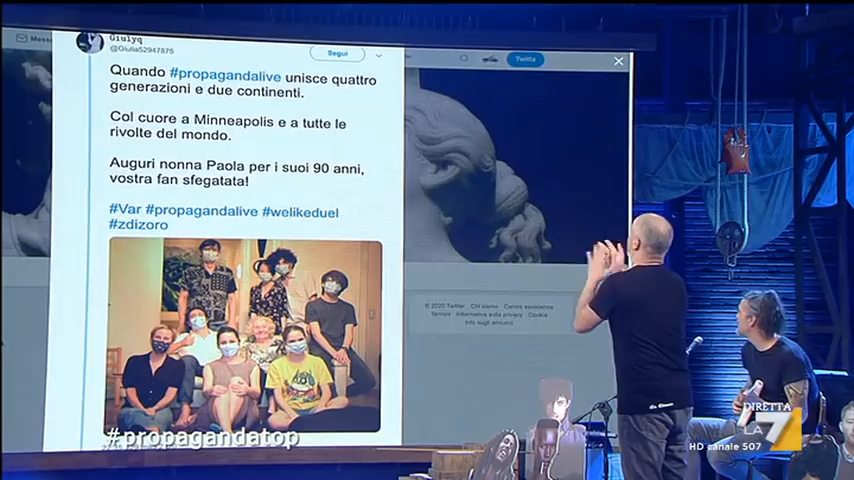 Giulyq
@Giulia52947875
Segui
Twitta
Quando #propagandalive unisce quattro
generazioni e due continenti.
Col cuore a Minneapolis e a tutte le
rivolte del mondo.
Auguri nonna Paola per i suoi 90 anni,
vostra fan sfegatata!
#Var #propagandalive #welikeduel
#zdizoro
© 2020 Twitter Chi siamo Centro assistenza
Termini Informativa sulla privacy Cookie
Info sugli annunci
#propagandatop
DIRETTA
LA 7
HD canale 507